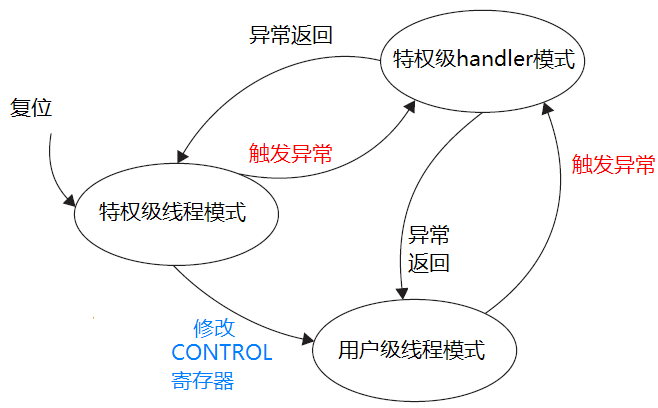 异常返回
特权级handler模式
复位
触发异常
触发异常
特权级线程模式
异常
返回
修改
CONTROL
寄存器
用户级线程模式